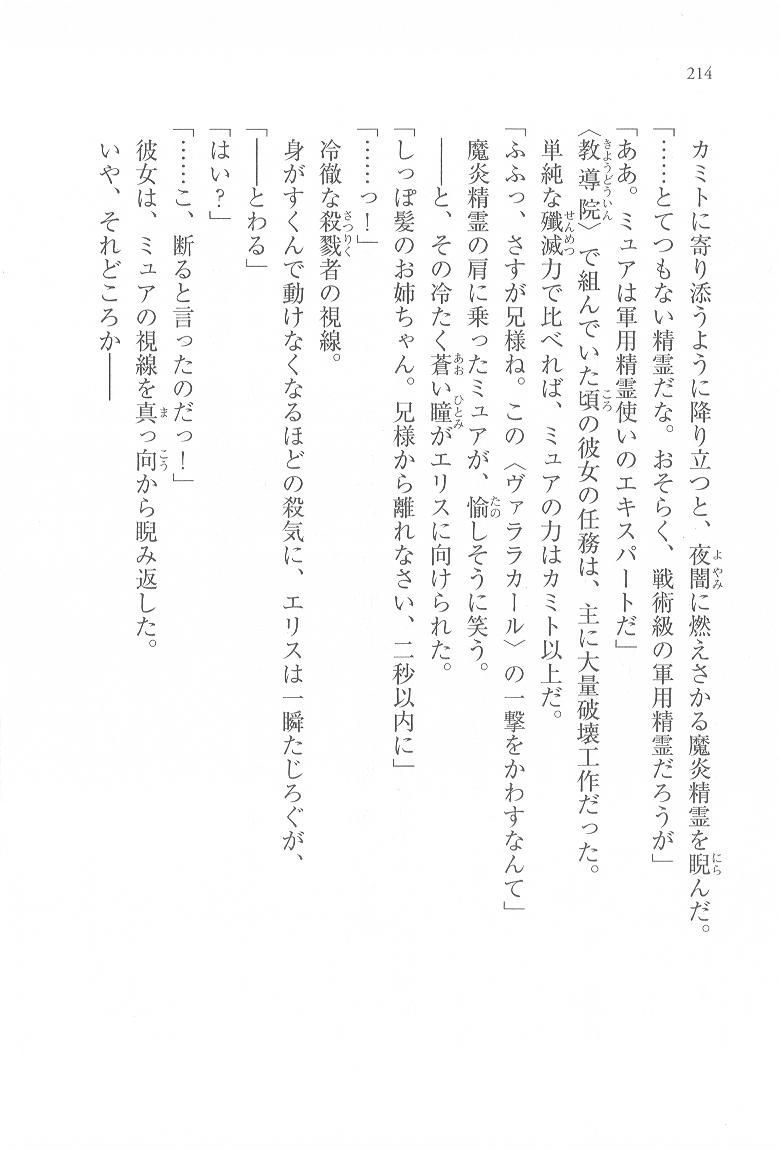 214
カミトに寄り添うように降り立つと、夜闇に燃えさかる魔炎精霊を睨んだ。
「……とてつもない精霊だな。おそらく、戦術級の軍用精霊だろうが」
「ああ。ミュアは軍用精霊使いのエキスパートだ」
〈教導院〉で組んでいた頃の彼女の任務は、主に大量破壊工作だった。
単純な殲滅力で比べれば、ミュアの力はカミト以上だ。
「ふふっ、さすが兄様ね。この〈ヴァララカール〉の一撃をかわすなんて」
魔炎精霊の肩に乗ったミュアが、愉しそうに笑う。
――と、その冷たく蒼い瞳がエリスに向けられた。
「しっぽ髪のお姉ちゃん。兄様から離れなさい、二秒以内に」
「……っ！」
冷徹な殺戮者の視線。
身がすくんで動けなくなるほどの殺気に、エリスは一瞬たじろぐが、
「――とわる」
「はい？」
「……こ、断ると言ったのだっ！」
彼女は、ミュアの視線を真っ向から睨み返した。
いや、それどころか――